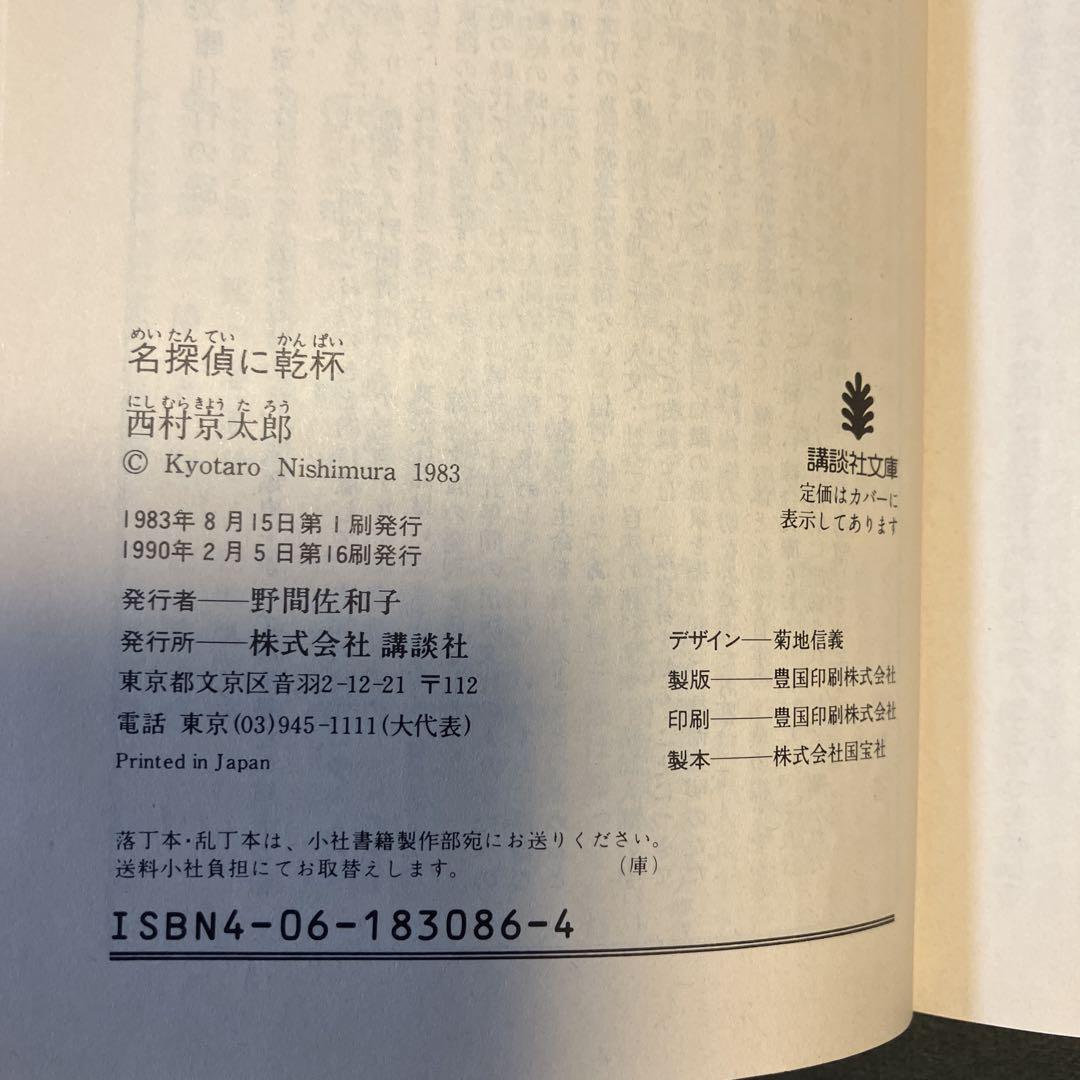 めいたんてい かんぱい
名探偵に乾杯
にしむらきょうたろう
西村京太郎
© Kyotaro Nishimura 1983
1983年8月15日第1刷発行
1990年2月5日第16刷発行
発行者——野間佐和子
発行所——株式会社 講談社
東京都文京区音羽2-12-21 〒112
電話 東京(03)945-1111(大代表)
Printed in Japan
講談社文庫
定価はカバーに
表示してあります
デザイン——菊地信義
製版——豊国印刷株式会社
印刷——豊国印刷株式会社
製本——株式会社国宝社
落丁本・乱丁本は、小社書籍製作部宛にお送りください。
送料小社負担にてお取替えします。 (庫)
ISBN4-06-183086-4